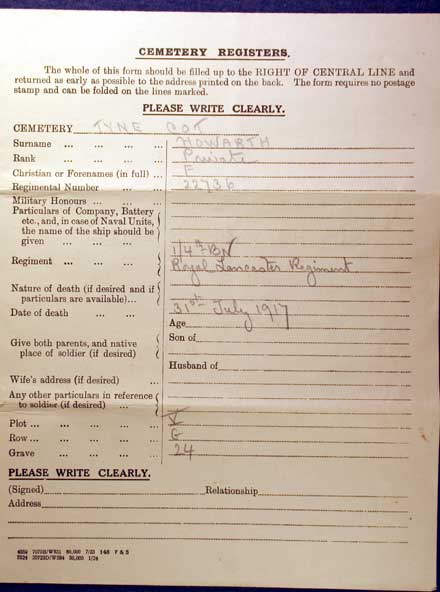 CEMETERY REGISTERS.
The whole of this form should be filled up to the RIGHT OF CENTRAL LINE and
returned as early as possible to the address printed on the back. The form requires no postage
stamp and can be folded on the lines marked.
PLEASE WRITE CLEARLY.
CEMETERY TYNE COT
Surname ... ... ... ... HOWARTH
Rank ... ... ... ... Private
Christian or Forenames (in full) ... F
Regimental Number ... ... 22736
Military Honours ... ... ...
Particulars of Company, Battery
etc., and, in case of Naval Units,
the name of the ship should be
given ... ... ...
1/4th BN
Regiment ... ... ... Royal Lancaster Regiment
Nature of death (if desired and if
particulars are available)...
Date of death ... ... 31st July 1917
Age
Give both parents, and native Son of
place of soldier (if desired)
Husband of
Wife's address (if desired) ...
Any other particulars in reference
to soldier (if desired) ...
Plot ... ... ... ... ... V
Row ... ... ... ... ... G
Grave ... ... ... ... 24
PLEASE WRITE CLEARLY.
(Signed) Relationship
Address